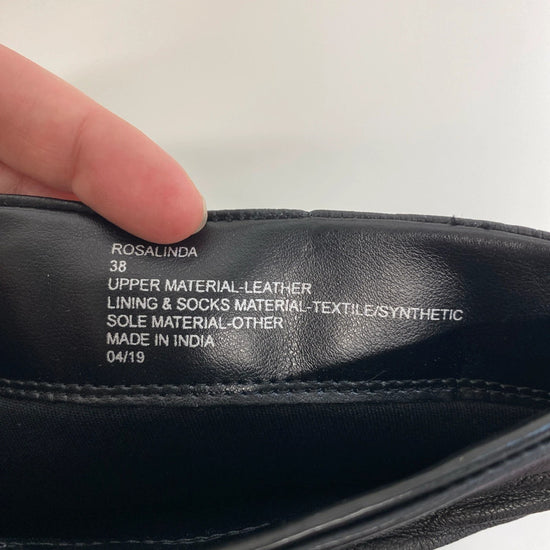 ROSALINDA
38
UPPER MATERIAL-LEATHER
LINING & SOCKS MATERIAL-TEXTILE/SYNTHETIC
SOLE MATERIAL-OTHER
MADE IN INDIA
04/19